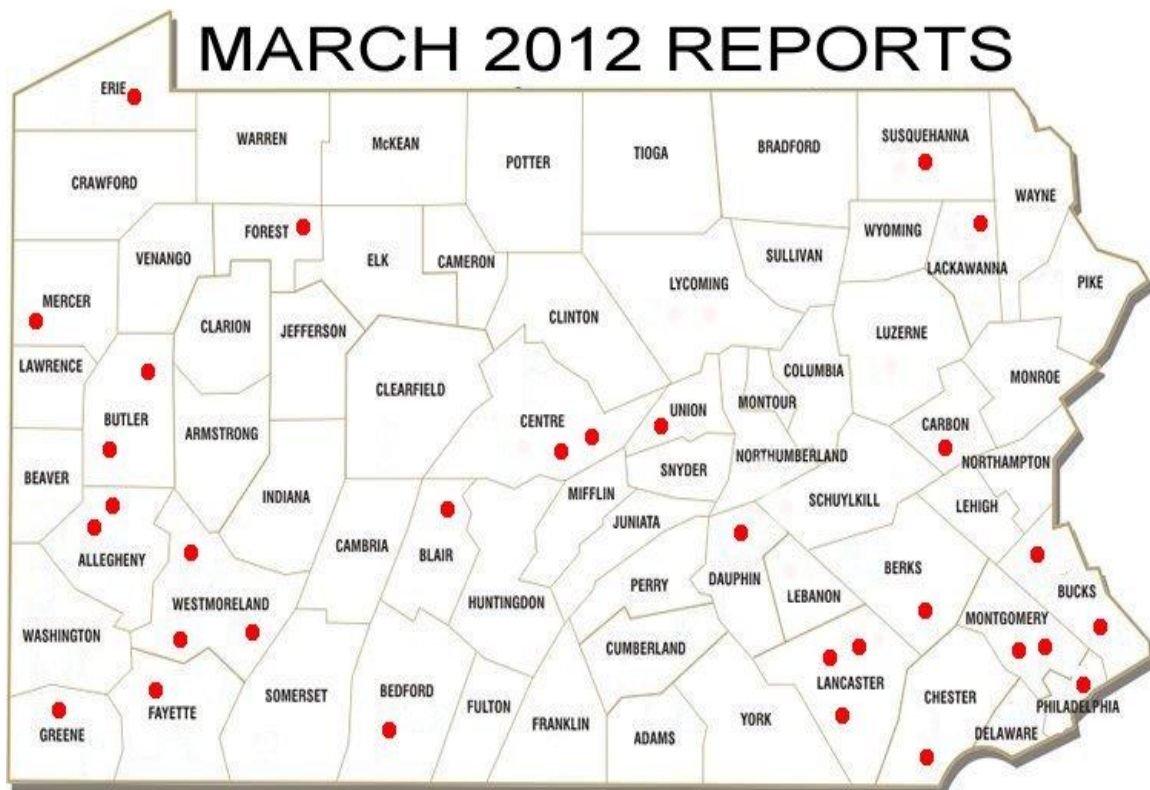 MARCH 2012 REPORTS
ERIE
WARREN
McKEAN
POTTER
TIOGA
BRADFORD
SUSQUEHANNA
WAYNE
CRAWFORD
FOREST
VENANGO
ELK
CAMERON
SULLIVAN
WYOMING
LACKAWANNA
PIKE
LYCOMING
MERCER
CLARION
JEFFERSON
CLINTON
LUZERNE
LAWRENCE
CLEARFIELD
COLUMBIA
MONROE
MONTOUR
BUTLER
ARMSTRONG
CENTRE
UNION
CARBON
BEAVER
NORTHUMBERLAND
NORTHAMPTON
SNYDER
INDIANA
MIFFLIN
SCHUYLKILL
LEHIGH
JUNIATA
ALLEGHENY
CAMBRIA
BLAIR
PERRY
DAUPHIN
BERKS
BUCKS
LEBANON
WESTMORELAND
HUNTINGDON
MONTGOMERY
WASHINGTON
CUMBERLAND
LANCASTER
SOMERSET
BEDFORD
CHESTER
FULTON
PHILADELPHIA
FAYETTE
FRANKLIN
YORK
GREENE
ADAMS
DELAWARE